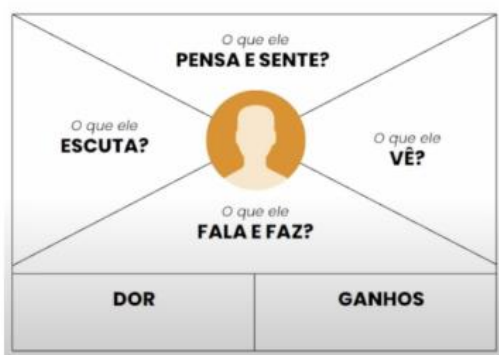 O que ele
PENSA E SENTE?
O que ele
ESCUTA?
O que ele
VÊ?
O que ele
FALA E FAZ?
DOR
GANHOS